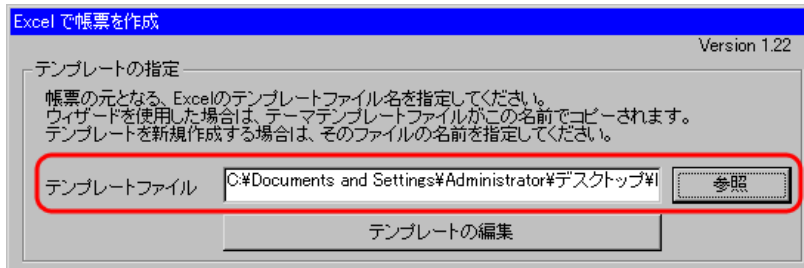 Excel で帳票を作成
Version 1.22
テンプレートの指定
帳票の元となる、Excelのテンプレートファイル名を指定してください。
ウィザードを使用した場合は、テーマテンプレートファイルがこの名前でコピーされます。
テンプレートを新規作成する場合は、そのファイルの名前を指定してください。
テンプレートファイル C:¥Documents and Settings¥Administrator¥デスクトップ¥ 参照
テンプレートの編集